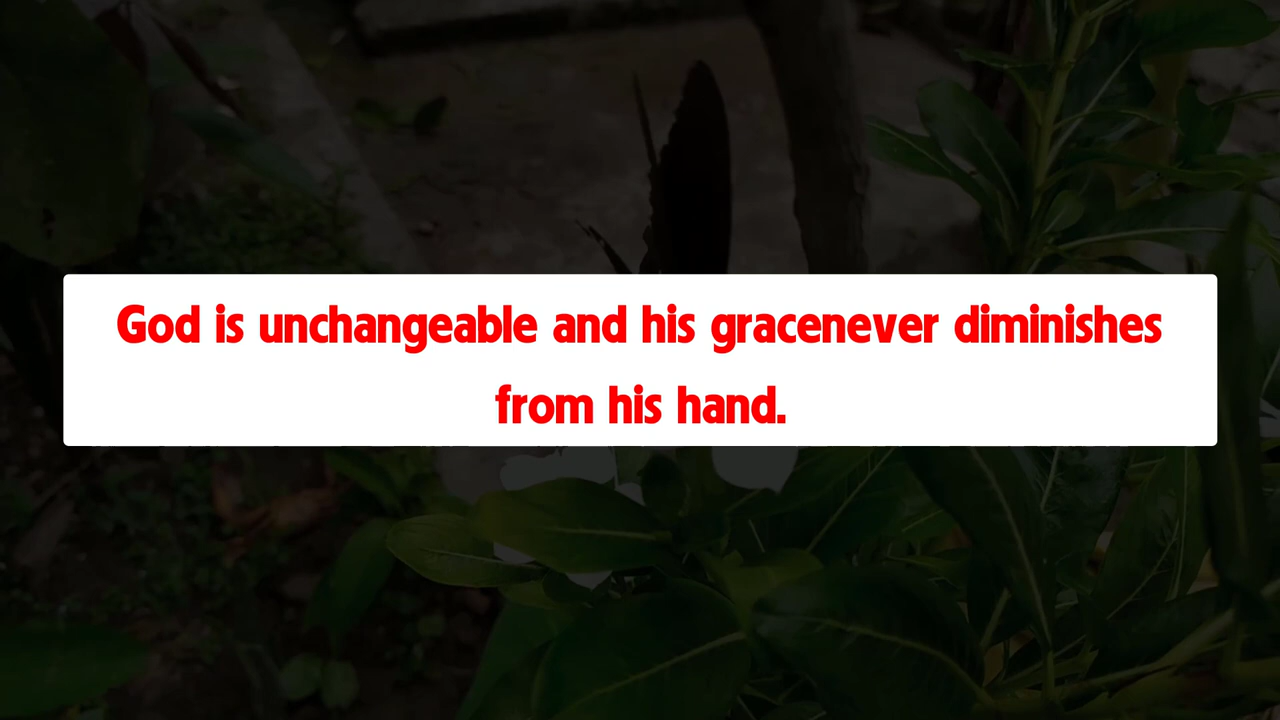 God is unchangeable and his gracenever diminishes
from his hand.